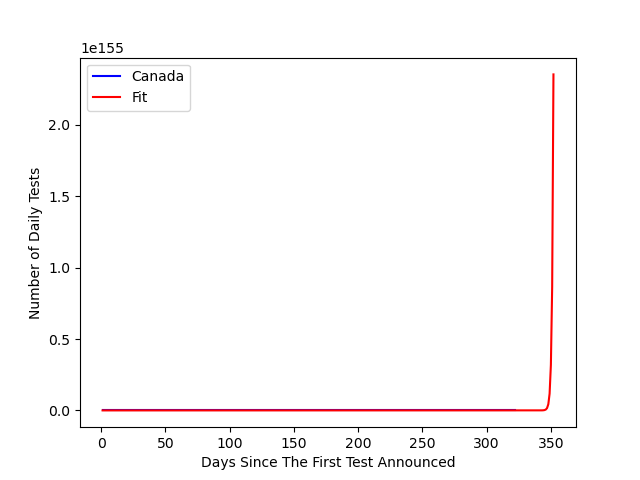 1e155
Canada
Fit
2.0
1.5
1.0
0.5
0.0
Number of Daily Tests
0 50 100 150 200 250 300 350
Days Since The First Test Announced